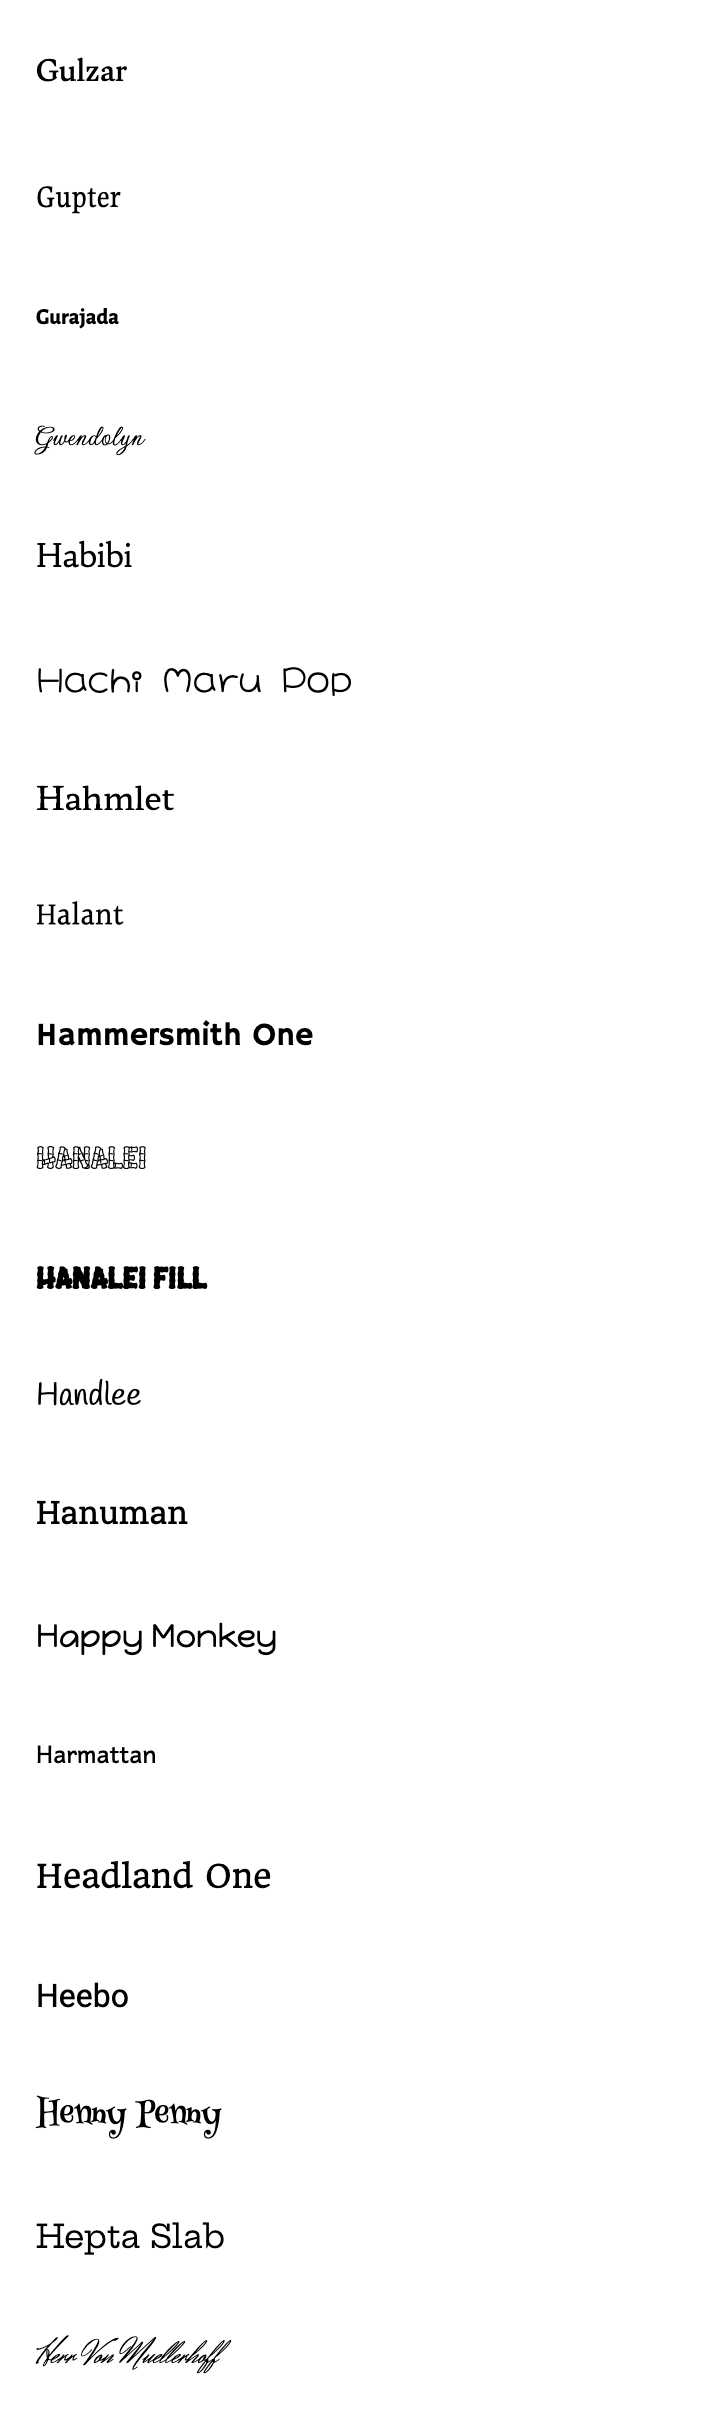 Gulzar
Gupter
Gurajada
Gwendolyn
Habibi
Hachi Maru Pop
Hahmlet
Halant
Hammersmith One
HANALEI
HANALEI FILL
Handlee
Hanuman
Happy Monkey
Harmattan
Headland One
Heebo
Henny Penny
Hepta Slab
Herr Von Muellerhoff